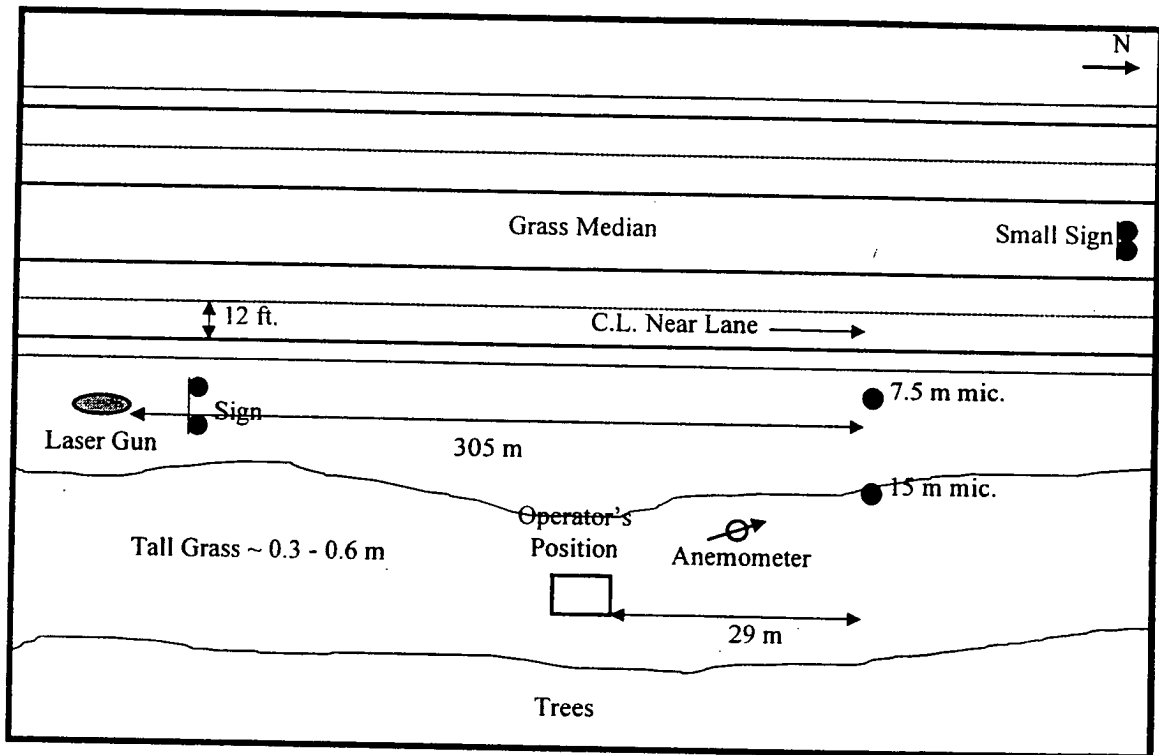 N
Grass Median
Small Sign
12 ft.
C.L. Near Lane
7.5 m mic.
Sign
Laser Gun
305 m
15 m mic.
Operator's
Position
Tall Grass ~ 0.3 - 0.6 m
Anemometer
29 m
Trees